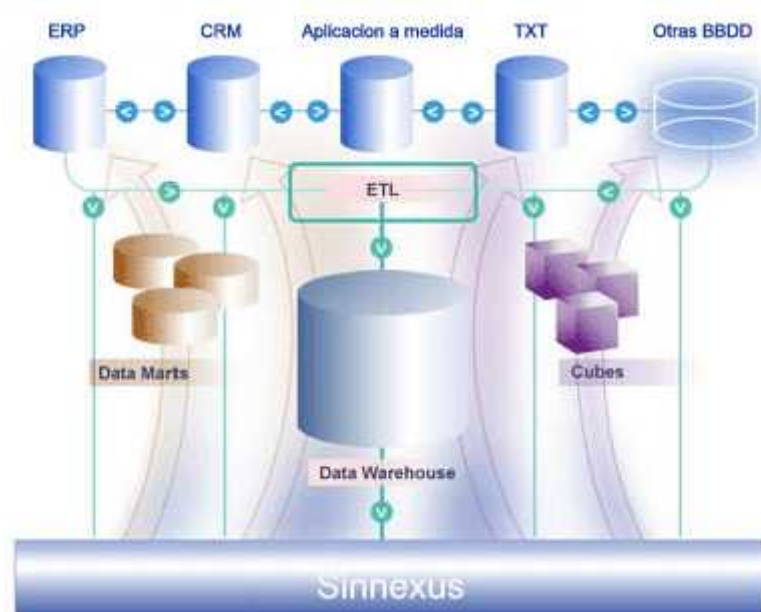 ERP
CRM
Aplicacion a medida
TXT
Otras BBDD
ETL
Data Marts
Cubes
Data Warehouse
Sinnexus